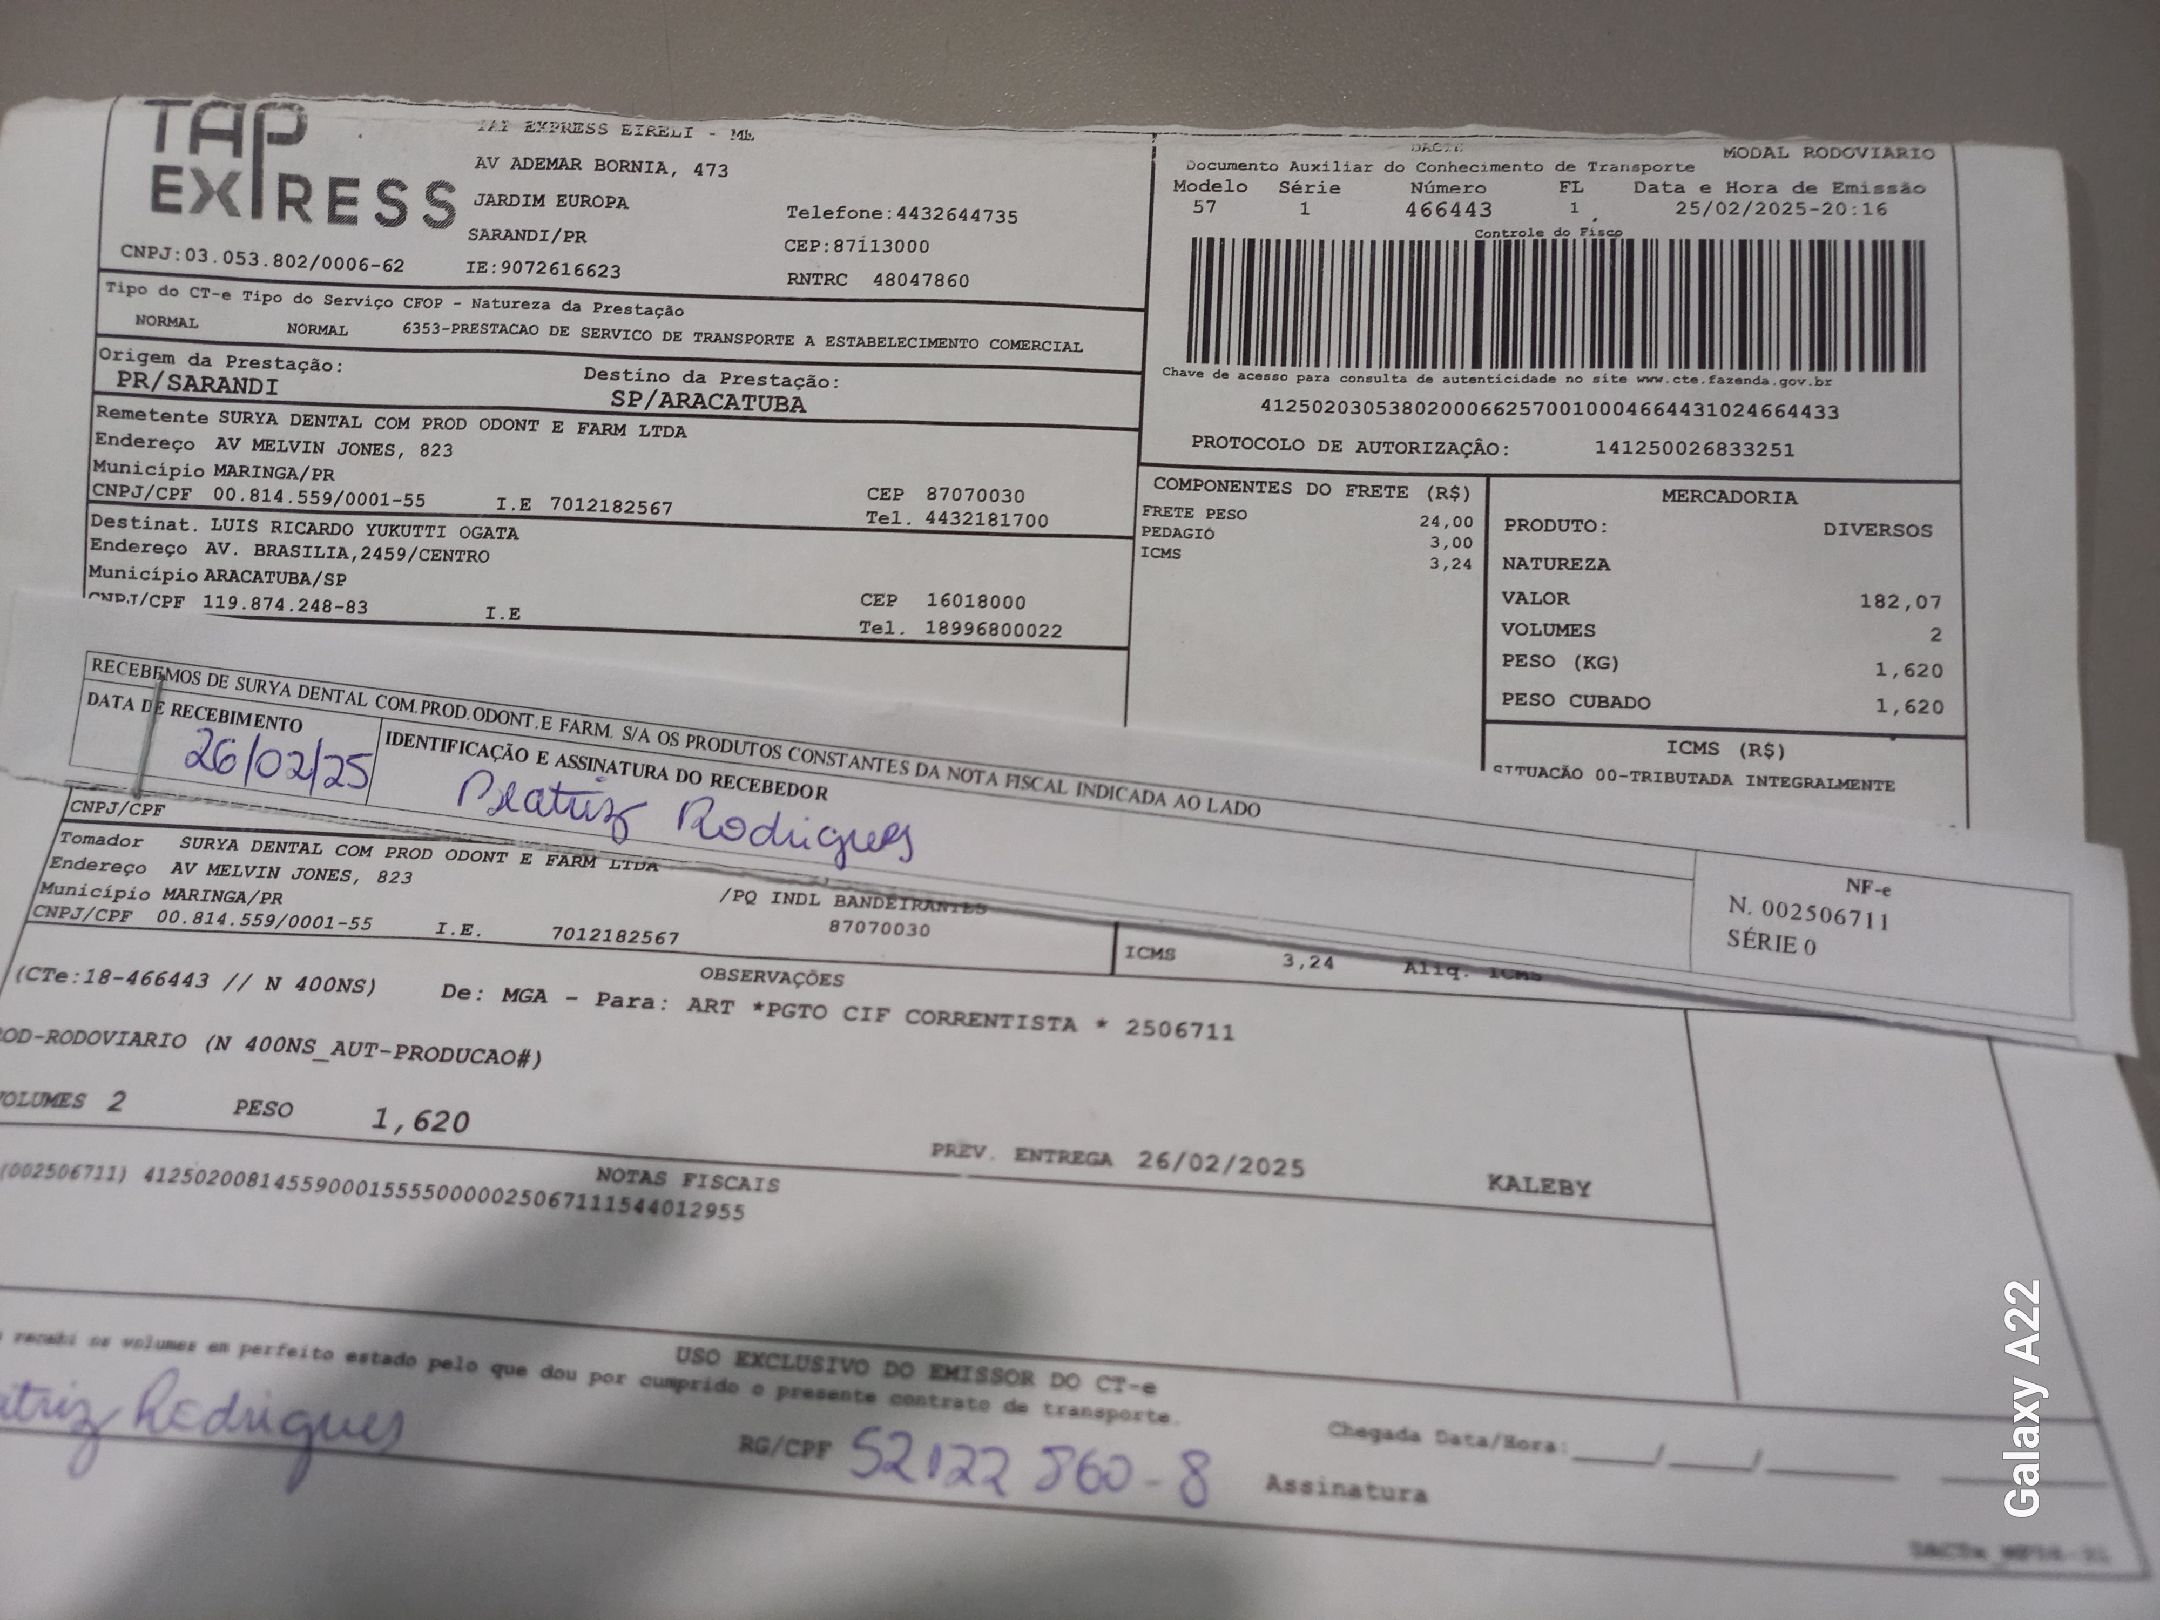 TAP
EXPRESS
TAP EXPRESS EIRELI - ME
AV ADEMAR BORNIA, 473
JARDIM EUROPA
SARANDI/PR
Telefone:4432644735
CEP:87113000
CNPJ:03.053.802/0006-62
IE:9072616623
RNTRC 48047860
DACTE
MODAL RODOVIARIO
Documento Auxiliar do Conhecimento de Transporte
Modelo Série Número FL Data e Hora de Emissão
57 1 466443 1 25/02/2025-20:16
Controle do Fisco
Chave de acesso para consulta de autenticidade no site www.cte.fazenda.gov.br
41250203053802000662570010004664431024664433
PROTOCOLO DE AUTORIZAÇÂO: 141250026833251
Tipo do CT-e Tipo do Serviço CFOP - Natureza da Prestação
NORMAL NORMAL 6353-PRESTACAO DE SERVICO DE TRANSPORTE A ESTABELECIMENTO COMERCIAL
Origem da Prestação: Destino da Prestação:
PR/SARANDI SP/ARACATUBA
Remetente SURYA DENTAL COM PROD ODONT E FARM LTDA
Endereço AV MELVIN JONES, 823
Município MARINGA/PR CEP 87070030
CNPJ/CPF 00.814.559/0001-55 I.E 7012182567 Tel. 4432181700
Destinat. LUIS RICARDO YUKUTTI OGATA
Endereço AV. BRASILIA,2459/CENTRO
Município ARACATUBA/SP CEP 16018000
CNPJ/CPF 119.874.248-83 I.E Tel. 18996800022
COMPONENTES DO FRETE (R$)
FRETE PESO 24,00
PEDAGIO 3,00
ICMS 3,24
MERCADORIA
PRODUTO: DIVERSOS
NATUREZA
VALOR 182,07
VOLUMES 2
PESO (KG) 1,620
PESO CUBADO 1,620
ICMS (R$)
SITUACÃO 00-TRIBUTADA INTEGRALMENTE
RECEBEMOS DE SURYA DENTAL COM.PROD.ODONT.E FARM. S/A OS PRODUTOS CONSTANTES DA NOTA FISCAL INDICADA AO LADO
DATA DE RECEBIMENTO IDENTIFICAÇÃO E ASSINATURA DO RECEBEDOR
26/02/25 Beatriz Rodrigues
NF-e
N. 002506711
SÉRIE 0
CNPJ/CPF
Tomador SURYA DENTAL COM PROD ODONT E FARM LTDA
Endereço AV MELVIN JONES, 823
/PQ INDL BANDEIRANTES
Município MARINGA/PR 87070030
CNPJ/CPF 00.814.559/0001-55 I.E. 7012182567
ICMS 3,24 Aliq. ICMS
OBSERVAÇÕES
(CTe:18-466443 // N 400NS) De: MGA - Para: ART *PGTO CIF CORRENTISTA * 2506711
OD-RODOVIARIO (N 400NS_AUT-PRODUCAO#)
VOLUMES 2 PESO 1,620
PREV. ENTREGA 26/02/2025 KALEBY
NOTAS FISCAIS
(002506711) 41250200814559000155550000025067111544012955
USO EXCLUSIVO DO EMISSOR DO CT-e
recebi os volumes em perfeito estado pelo que dou por cumprido o presente contrato de transporte.
atriz Rodrigues
RG/CPF 52122860-8 Assinatura
Chegada Data/Hora: / /
Galaxy A22